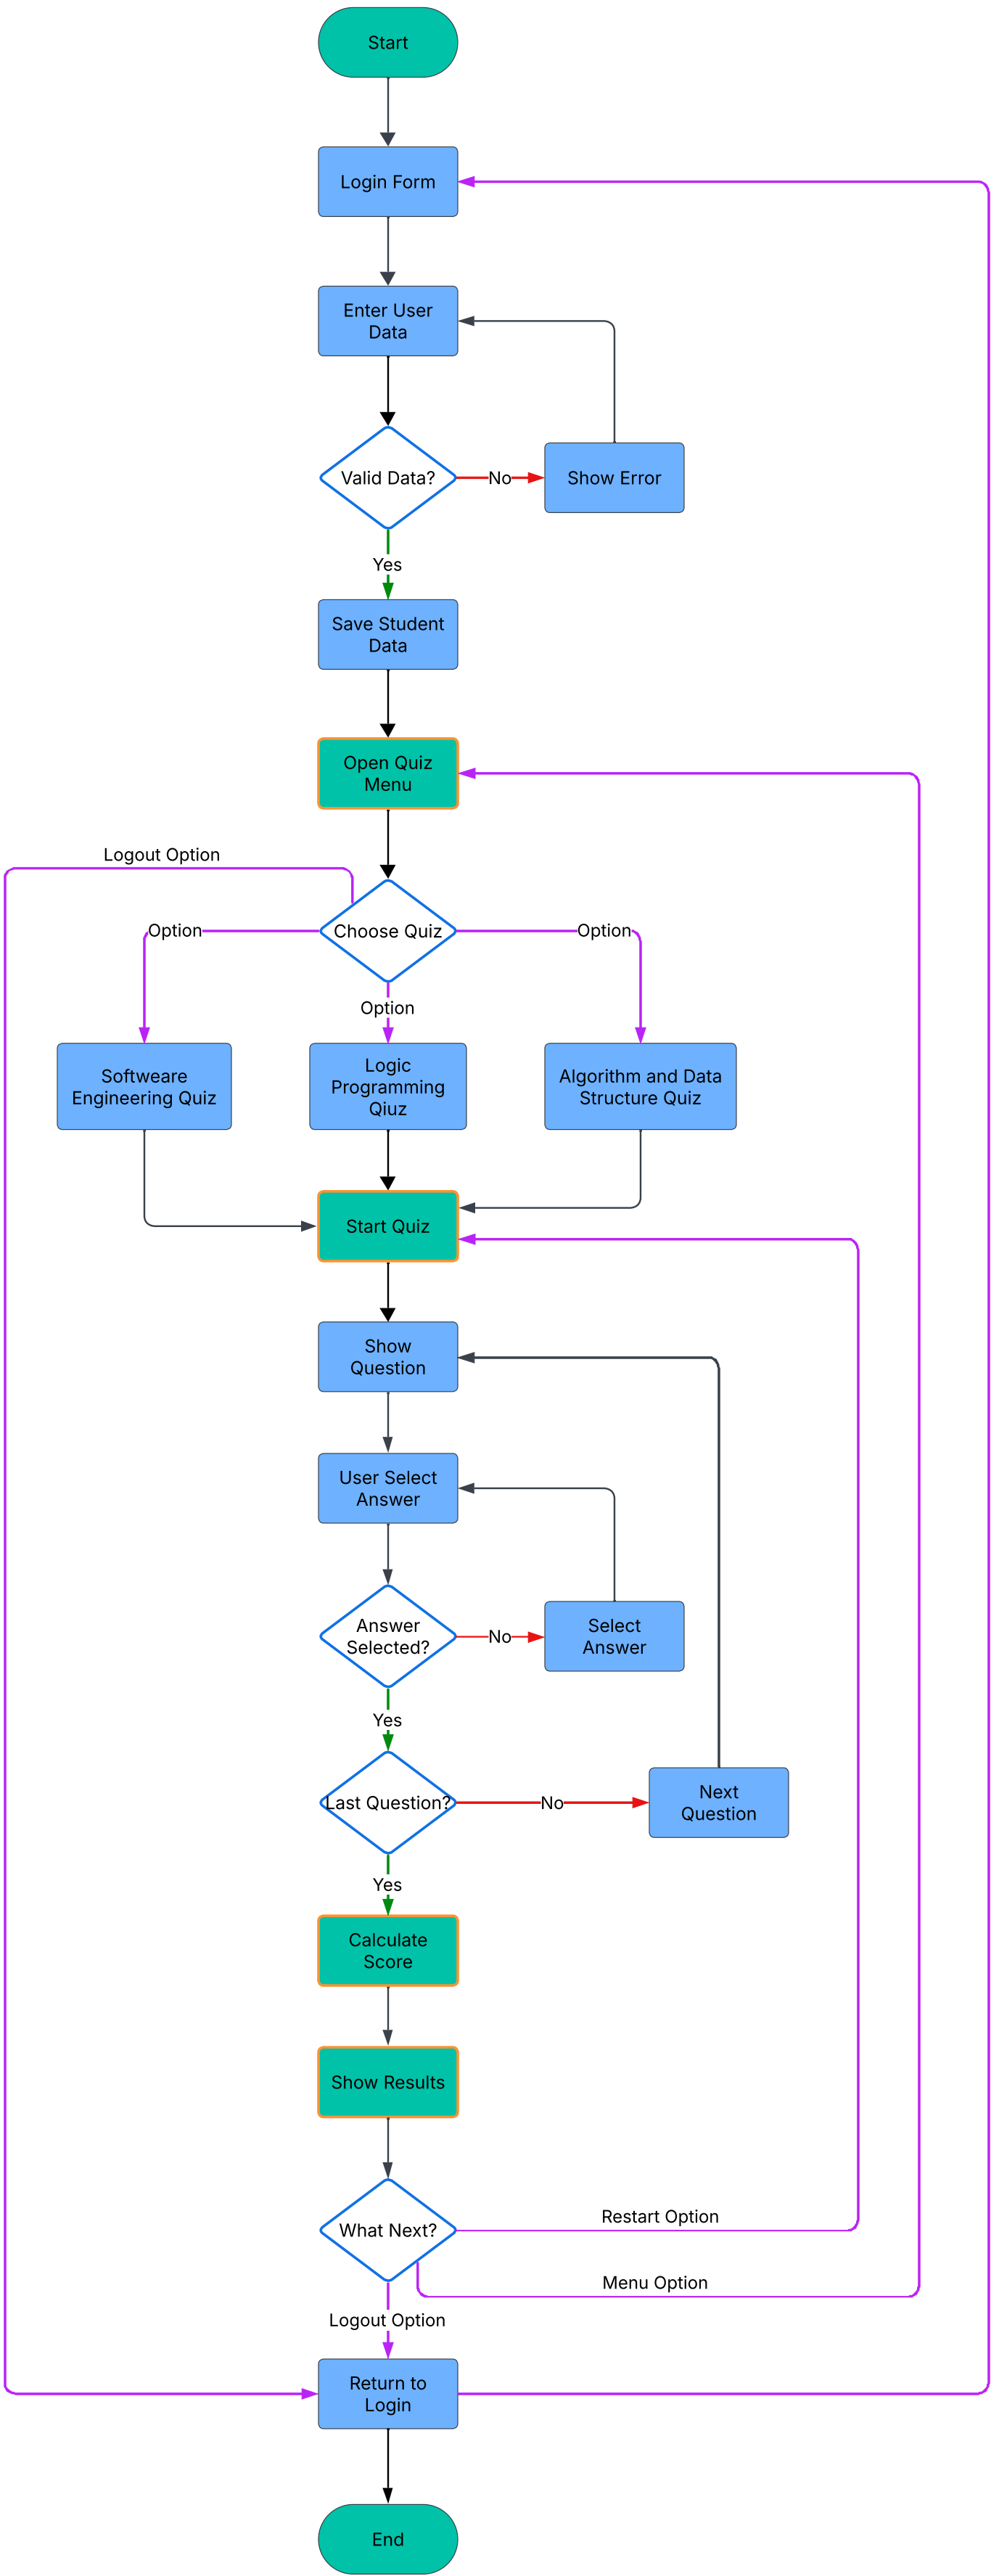 Start
Login Form
Enter User
Data
Valid Data?
No
Show Error
Yes
Save Student
Data
Open Quiz
Menu
Logout Option
Option
Choose Quiz
Option
Option
Softweare
Engineering Quiz
Logic
Programming
Qiuz
Algorithm and Data
Structure Quiz
Start Quiz
Show
Question
User Select
Answer
Answer
Selected?
No
Select
Answer
Yes
Last Question?
No
Next
Question
Yes
Calculate
Score
Show Results
What Next?
Restart Option
Menu Option
Logout Option
Return to
Login
End